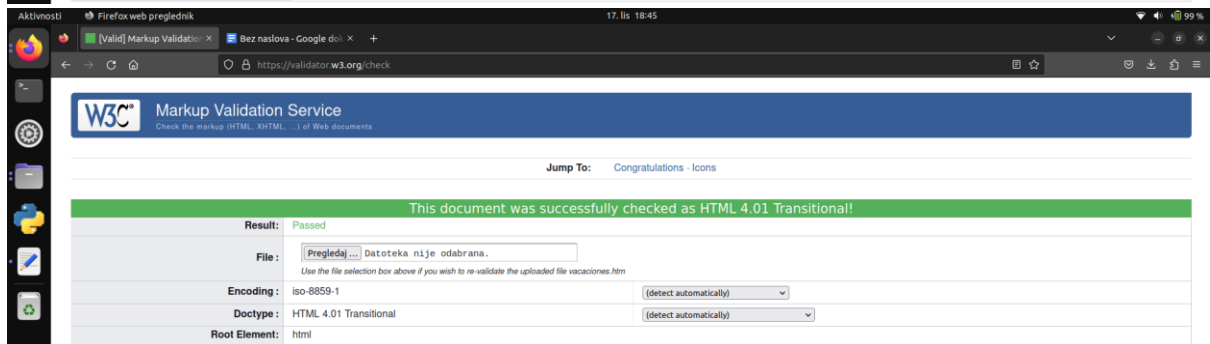 Aktivnosti Firefox web preglednik 17. lis 18:45 99 %
[Valid] Markup Validation × Bez naslova - Google dok × +
https://validator.w3.org/check
W3C® Markup Validation Service
Check the markup (HTML, XHTML, ...) of Web documents
Jump To: Congratulations - Icons
This document was successfully checked as HTML 4.01 Transitional!
Result: Passed
File : Pregledaj ... Datoteka nije odabrana.
Use the file selection box above if you wish to re-validate the uploaded file vacaciones.htm
Encoding : iso-8859-1 (detect automatically)
Doctype : HTML 4.01 Transitional (detect automatically)
Root Element: html